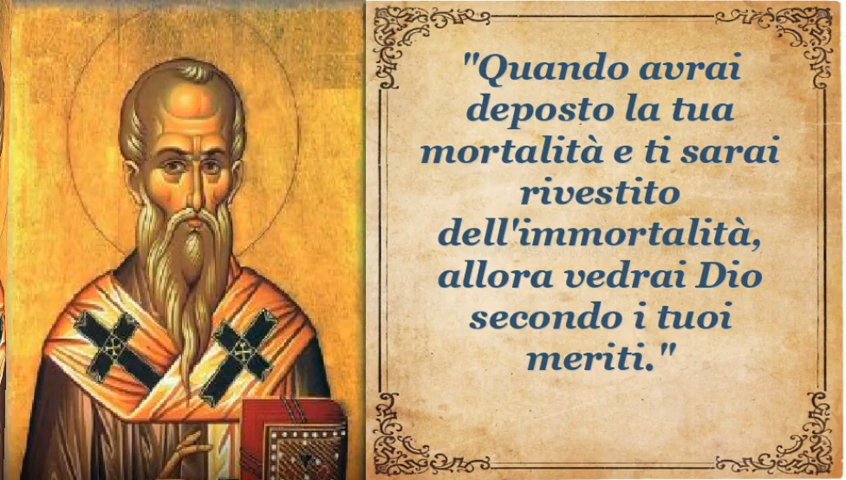 "Quando avrai
deposto la tua
mortalità e ti sarai
rivestito
dell'immortalità,
allora vedrai Dio
secondo i tuoi
meriti."